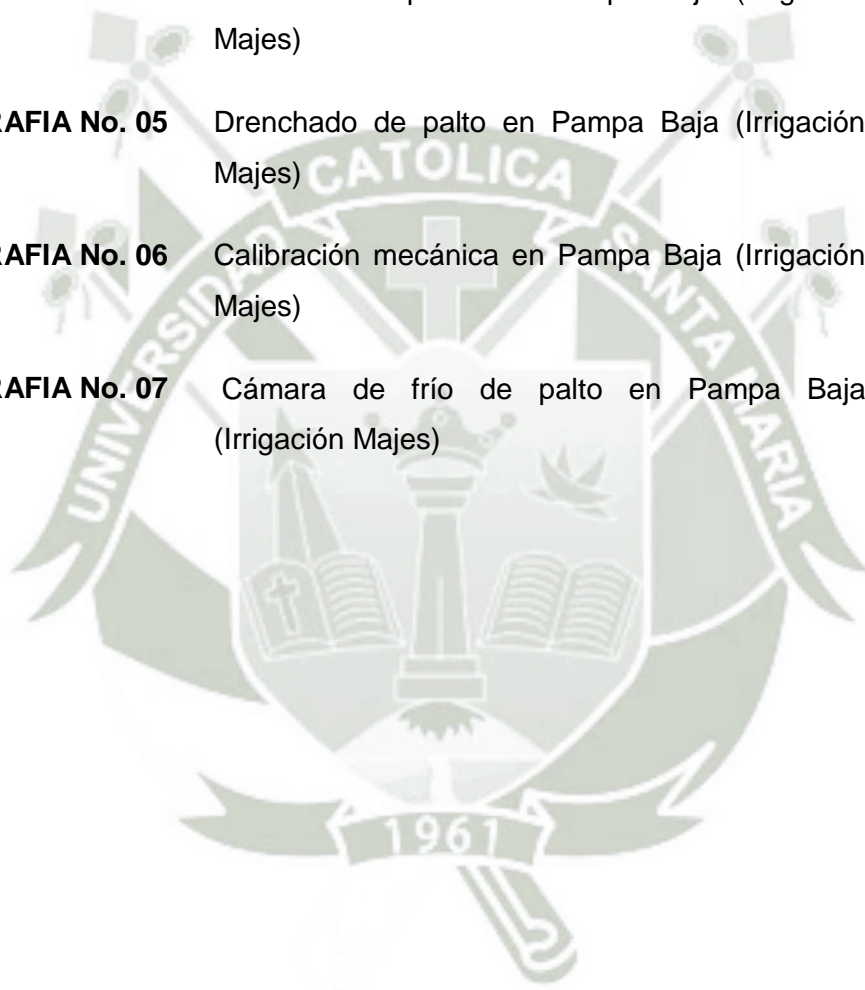 Majes)
RAFIA No. 05 Drenchado de palto en Pampa Baja (Irrigación
Majes)
RAFIA No. 06 Calibración mecánica en Pampa Baja (Irrigación
Majes)
RAFIA No. 07 Cámara de frío de palto en Pampa Baja
(Irrigación Majes)
UNIVERSIDAD CATOLICA SANTA MARIA
1961